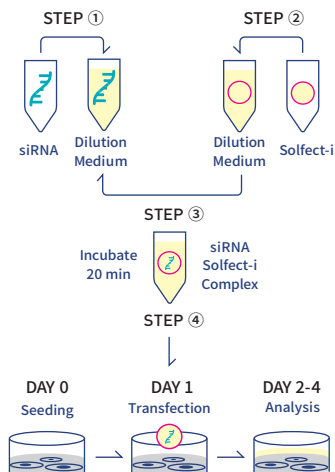 STEP ①
STEP ②
siRNA
Dilution
Medium
Dilution
Medium
Solfect-i
STEP ③
Incubate
20 min
siRNA
Solfect-i
Complex
STEP ④
DAY 0
Seeding
DAY 1
Transfection
DAY 2-4
Analysis